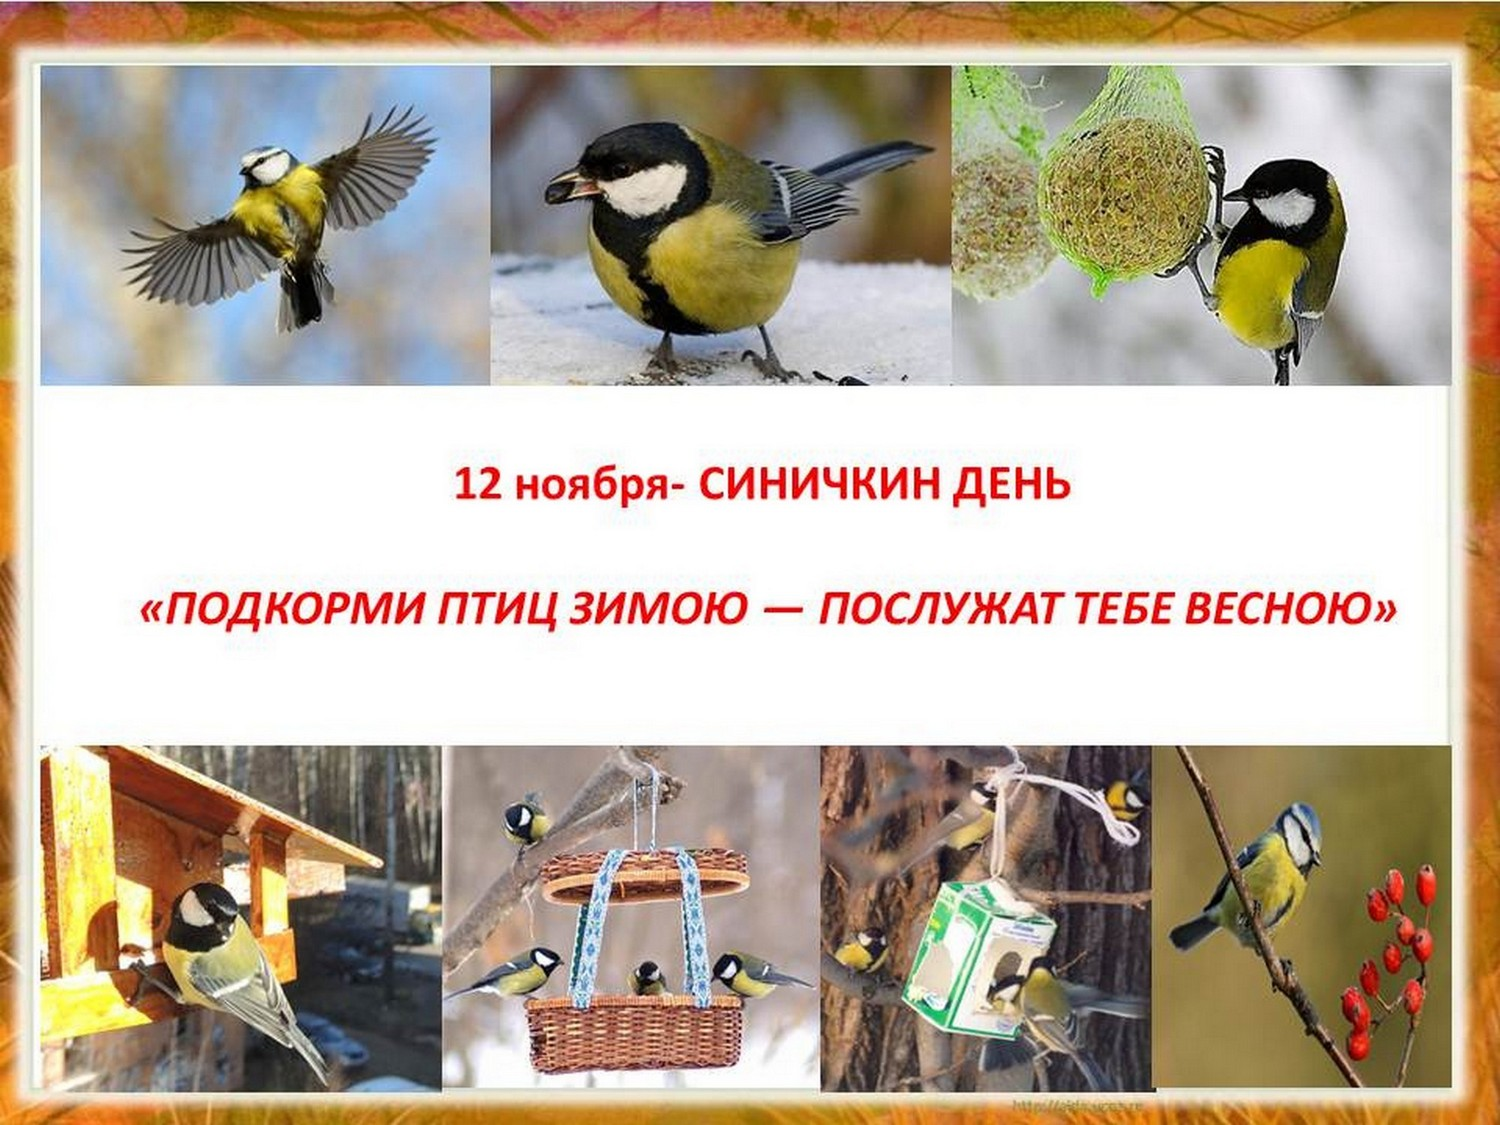 12 ноября- СИНИЧКИН ДЕНЬ
«ПОДКОРМИ ПТИЦ ЗИМОЮ — ПОСЛУЖАТ ТЕБЕ ВЕСНОЮ»